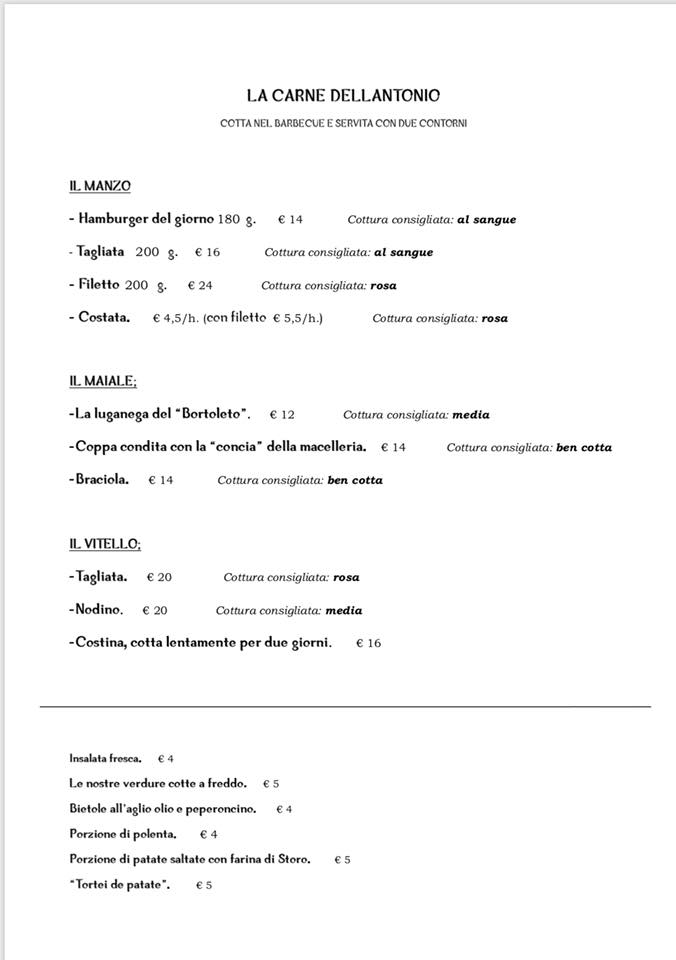 LA CARNE DELLANTONIO
COTTA NEL BARBECUE E SERVITA CON DUE CONTORNI
IL MANZO
- Hamburger del giorno 180 g. € 14 Cottura consigliata: al sangue
- Tagliata 200 g. € 16 Cottura consigliata: al sangue
- Filetto 200 g. € 24 Cottura consigliata: rosa
- Costata. € 4,5/h. (con filetto € 5,5/h.) Cottura consigliata: rosa
IL MAIALE;
-La luganega del “Bortoleto”. € 12 Cottura consigliata: media
-Coppa condita con la “concia” della macelleria. € 14 Cottura consigliata: ben cotta
-Braciola. € 14 Cottura consigliata: ben cotta
IL VITELLO;
-Tagliata. € 20 Cottura consigliata: rosa
-Nodino. € 20 Cottura consigliata: media
-Costina, cotta lentamente per due giorni. € 16
Insalata fresca. € 4
Le nostre verdure cotte a freddo. € 5
Bietole all'aglio olio e peperoncino. € 4
Porzione di polenta. € 4
Porzione di patate saltate con farina di Storo. € 5
“Tortei de patate”. € 5